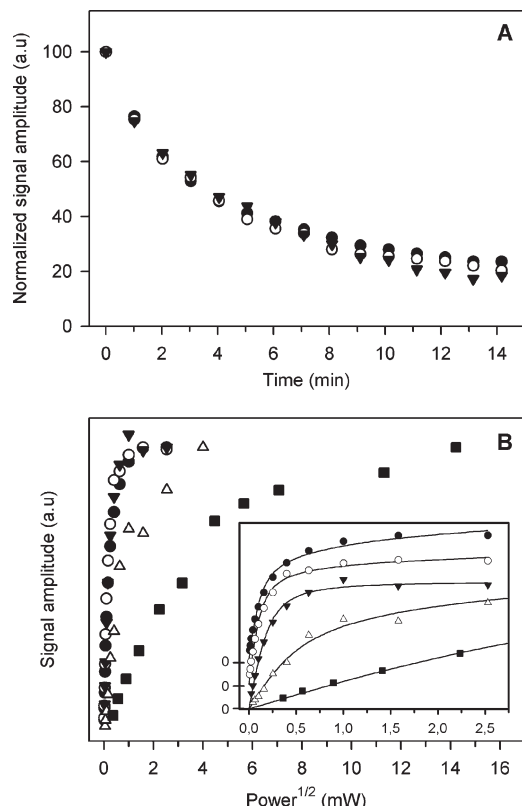 A
Normalized signal amplitude (a.u)
100
80
60
40
20
0
0 2 4 6 8 10 12 14
Time (min)
B
Signal amplitude (a.u)
0
0
0
0,0 0,5 1,0 1,5 2,0 2,5
0 2 4 6 8 10 12 14 16
Power1/2 (mW)